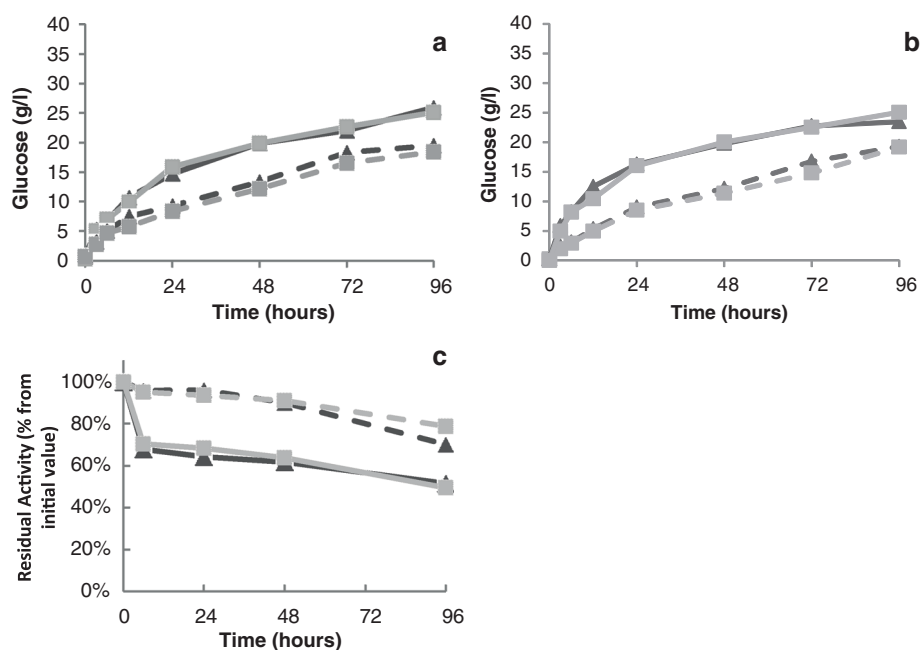 a
40
35
30
25
20
15
10
5
0
Glucose (g/l)
0 24 48 72 96
Time (hours)
b
40
35
30
25
20
15
10
5
0
Glucose (g/l)
0 24 48 72 96
Time (hours)
c
100%
80%
60%
40%
20%
0%
Residual Activity (% from
initial value)
0 24 48 72 96
Time (hours)